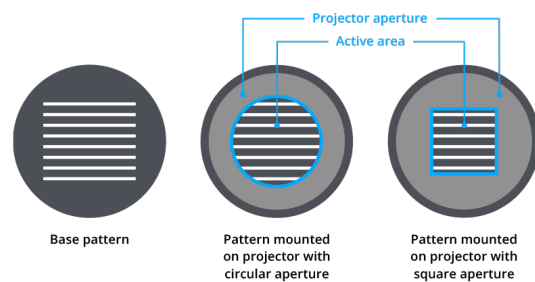 Projector aperture
Active area
Base pattern
Pattern mounted
on projector with
circular aperture
Pattern mounted
on projector with
square aperture